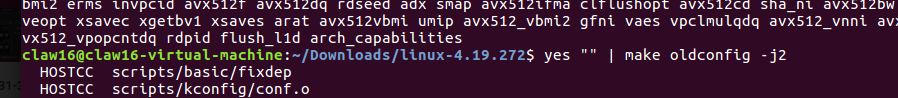 bmi2 erms invpcid avx512f avx512dq rdseed adx smap avx512ifma clflushopt avx512cd sha_ni avx512bw
veopt xsavec xgetbv1 xsaves arat avx512vbmi umip avx512_vbmi2 gfni vaes vpclmulqdq avx512_vnni av
vx512_vpopcntdq rdpid flush_l1d arch_capabilities
claw16@claw16-virtual-machine:~/Downloads/linux-4.19.272$ yes "" | make oldconfig -j2
HOSTCC scripts/basic/fixdep
HOSTCC scripts/kconfig/conf.o